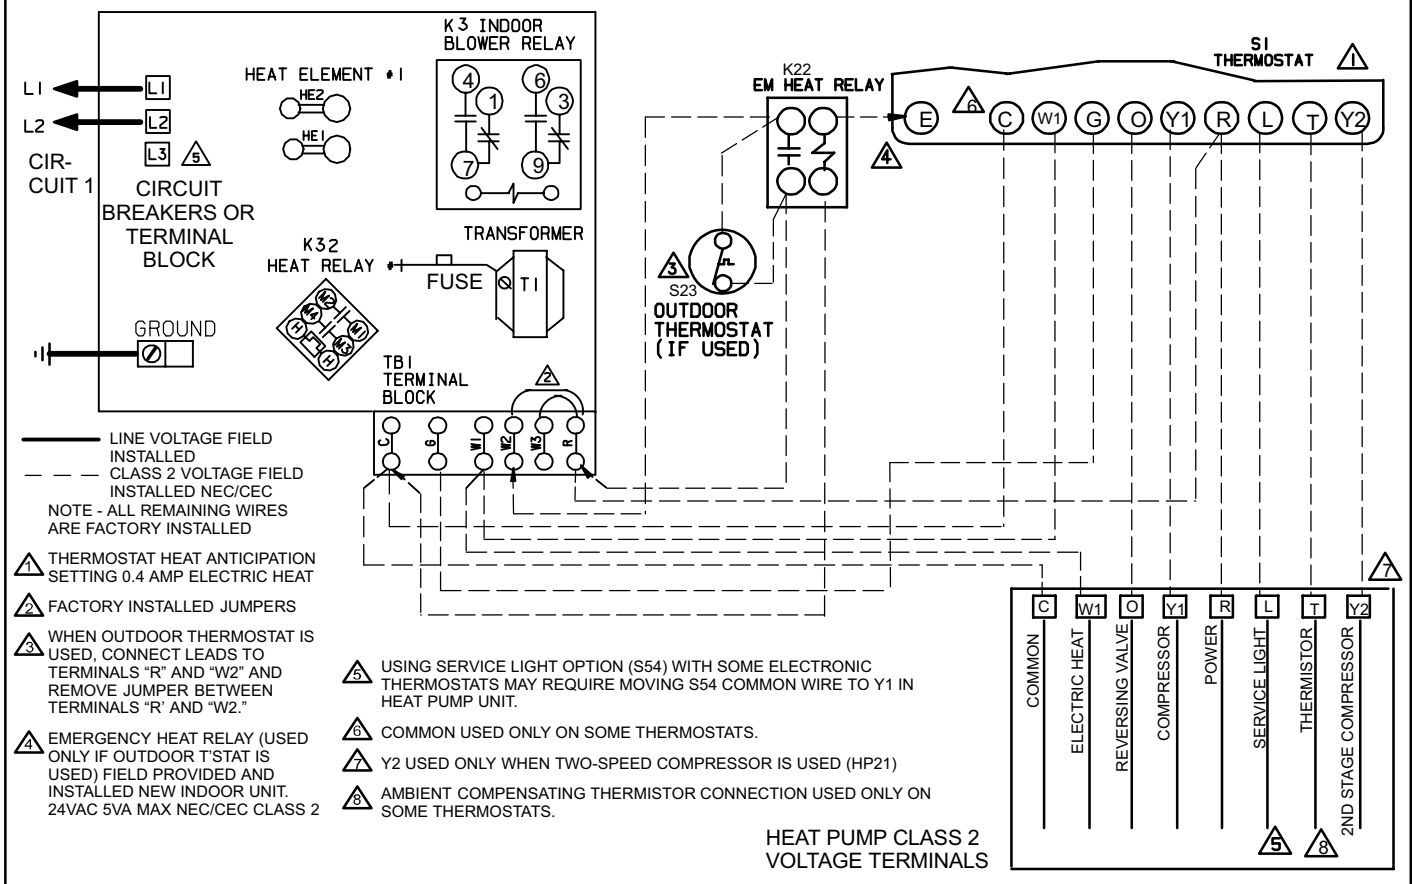 K3 INDOOR
BLOWER RELAY
4
6
1
3
7
9
HEAT ELEMENT #1
HE2
HE1
L1
L1
L2
L2
L3
5
CIR-
CUIT 1
CIRCUIT
BREAKERS OR
TERMINAL
BLOCK
K32
HEAT RELAY #1
M2
M4
M1
M3
H
H
TRANSFORMER
FUSE
T1
GROUND
TB1
TERMINAL
BLOCK
2
C
G
W1
W2
W3
R
K22
EM HEAT RELAY
S1
THERMOSTAT
1
E
6
C
W1
G
O
Y1
R
L
T
Y2
4
3
S23
OUTDOOR
THERMOSTAT
(IF USED)
LINE VOLTAGE FIELD
INSTALLED
CLASS 2 VOLTAGE FIELD
INSTALLED NEC/CEC
NOTE - ALL REMAINING WIRES
ARE FACTORY INSTALLED
1
THERMOSTAT HEAT ANTICIPATION
SETTING 0.4 AMP ELECTRIC HEAT
2
FACTORY INSTALLED JUMPERS
3
WHEN OUTDOOR THERMOSTAT IS
USED, CONNECT LEADS TO
TERMINALS “R” AND “W2” AND
REMOVE JUMPER BETWEEN
TERMINALS “R’ AND “W2.”
4
EMERGENCY HEAT RELAY (USED
ONLY IF OUTDOOR T’STAT IS
USED) FIELD PROVIDED AND
INSTALLED NEW INDOOR UNIT.
24VAC 5VA MAX NEC/CEC CLASS 2
5
USING SERVICE LIGHT OPTION (S54) WITH SOME ELECTRONIC
THERMOSTATS MAY REQUIRE MOVING S54 COMMON WIRE TO Y1 IN
HEAT PUMP UNIT.
6
COMMON USED ONLY ON SOME THERMOSTATS.
7
Y2 USED ONLY WHEN TWO-SPEED COMPRESSOR IS USED (HP21)
8
AMBIENT COMPENSATING THERMISTOR CONNECTION USED ONLY ON
SOME THERMOSTATS.
7
C
W1
O
Y1
R
L
T
Y2
COMMON
ELECTRIC HEAT
REVERSING VALVE
COMPRESSOR
POWER
SERVICE LIGHT
THERMISTOR
2ND STAGE COMPRESSOR
5
8
HEAT PUMP CLASS 2
VOLTAGE TERMINALS